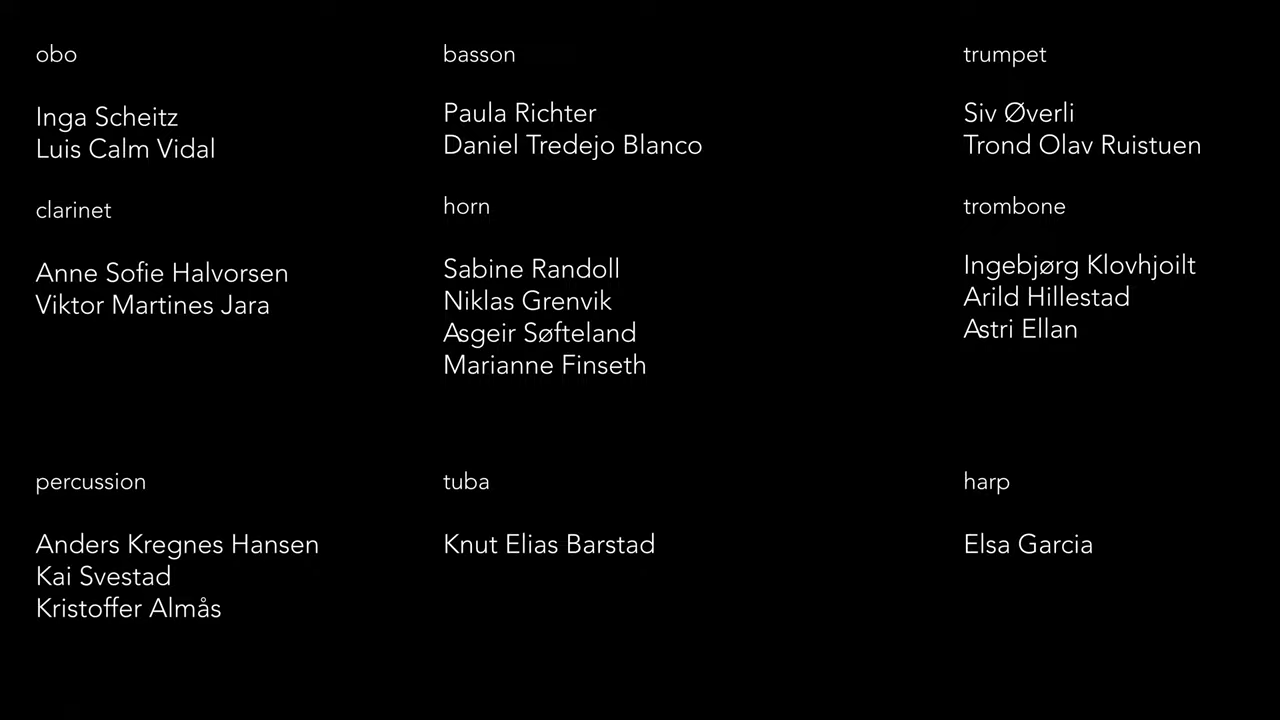 obo
Inga Scheitz
Luis Calm Vidal
clarinet
Anne Sofie Halvorsen
Viktor Martines Jara
basson
Paula Richter
Daniel Tredejo Blanco
horn
Sabine Randoll
Niklas Grenvik
Asgeir Søfteland
Marianne Finseth
trumpet
Siv Øverli
Trond Olav Ruistuen
trombone
Ingebjørg Klovhjoilt
Arild Hillestad
Astri Ellan
percussion
Anders Kregnes Hansen
Kai Svestad
Kristoffer Almås
tuba
Knut Elias Barstad
harp
Elsa Garcia